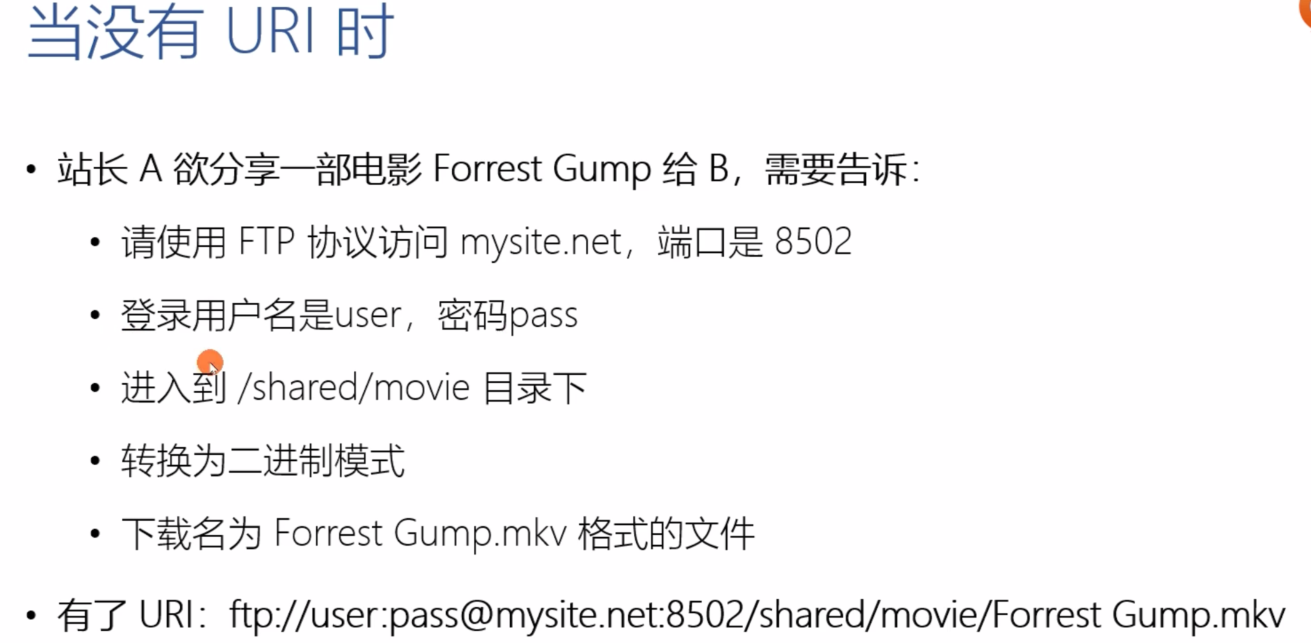 当没有 URI 时
• 站长 A 欲分享一部电影 Forrest Gump 给 B，需要告诉：
• 请使用 FTP 协议访问 mysite.net，端口是 8502
• 登录用户名是user，密码pass
• 进入到 /shared/movie 目录下
• 转换为二进制模式
• 下载名为 Forrest Gump.mkv 格式的文件
• 有了 URI：ftp://user:pass@mysite.net:8502/shared/movie/Forrest Gump.mkv